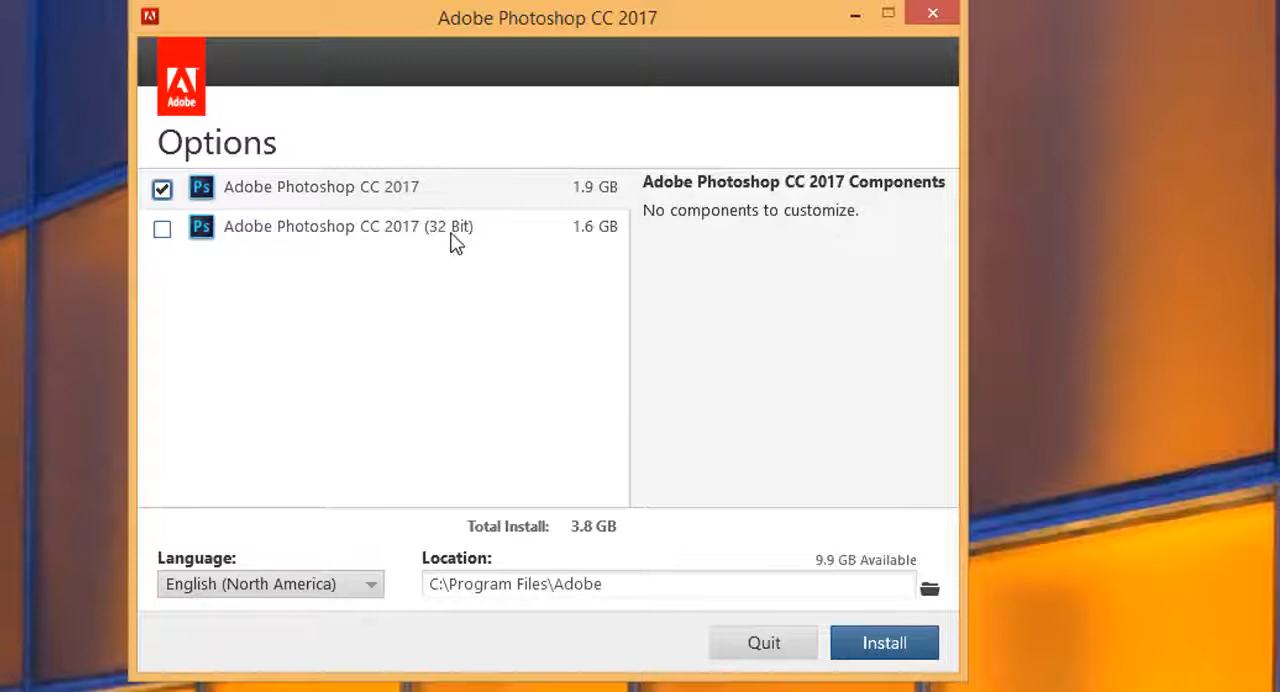 Adobe Photoshop CC 2017
Adobe
Options
Ps Adobe Photoshop CC 2017 1.9 GB
Ps Adobe Photoshop CC 2017 (32 Bit) 1.6 GB
Adobe Photoshop CC 2017 Components
No components to customize.
Total Install: 3.8 GB
Language:
English (North America)
Location: 9.9 GB Available
C:\Program Files\Adobe
Quit Install